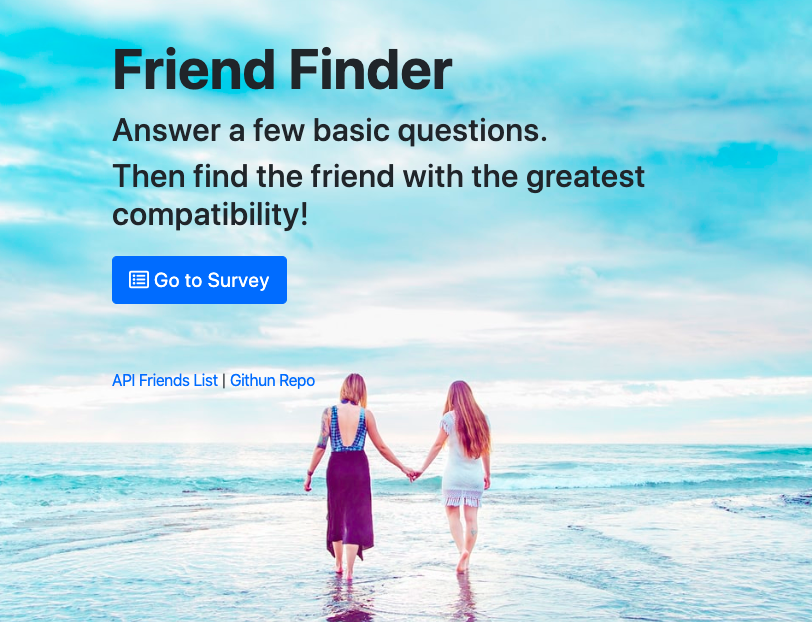 Friend Finder
Answer a few basic questions.
Then find the friend with the greatest
compatibility!
Go to Survey
API Friends List | Githun Repo